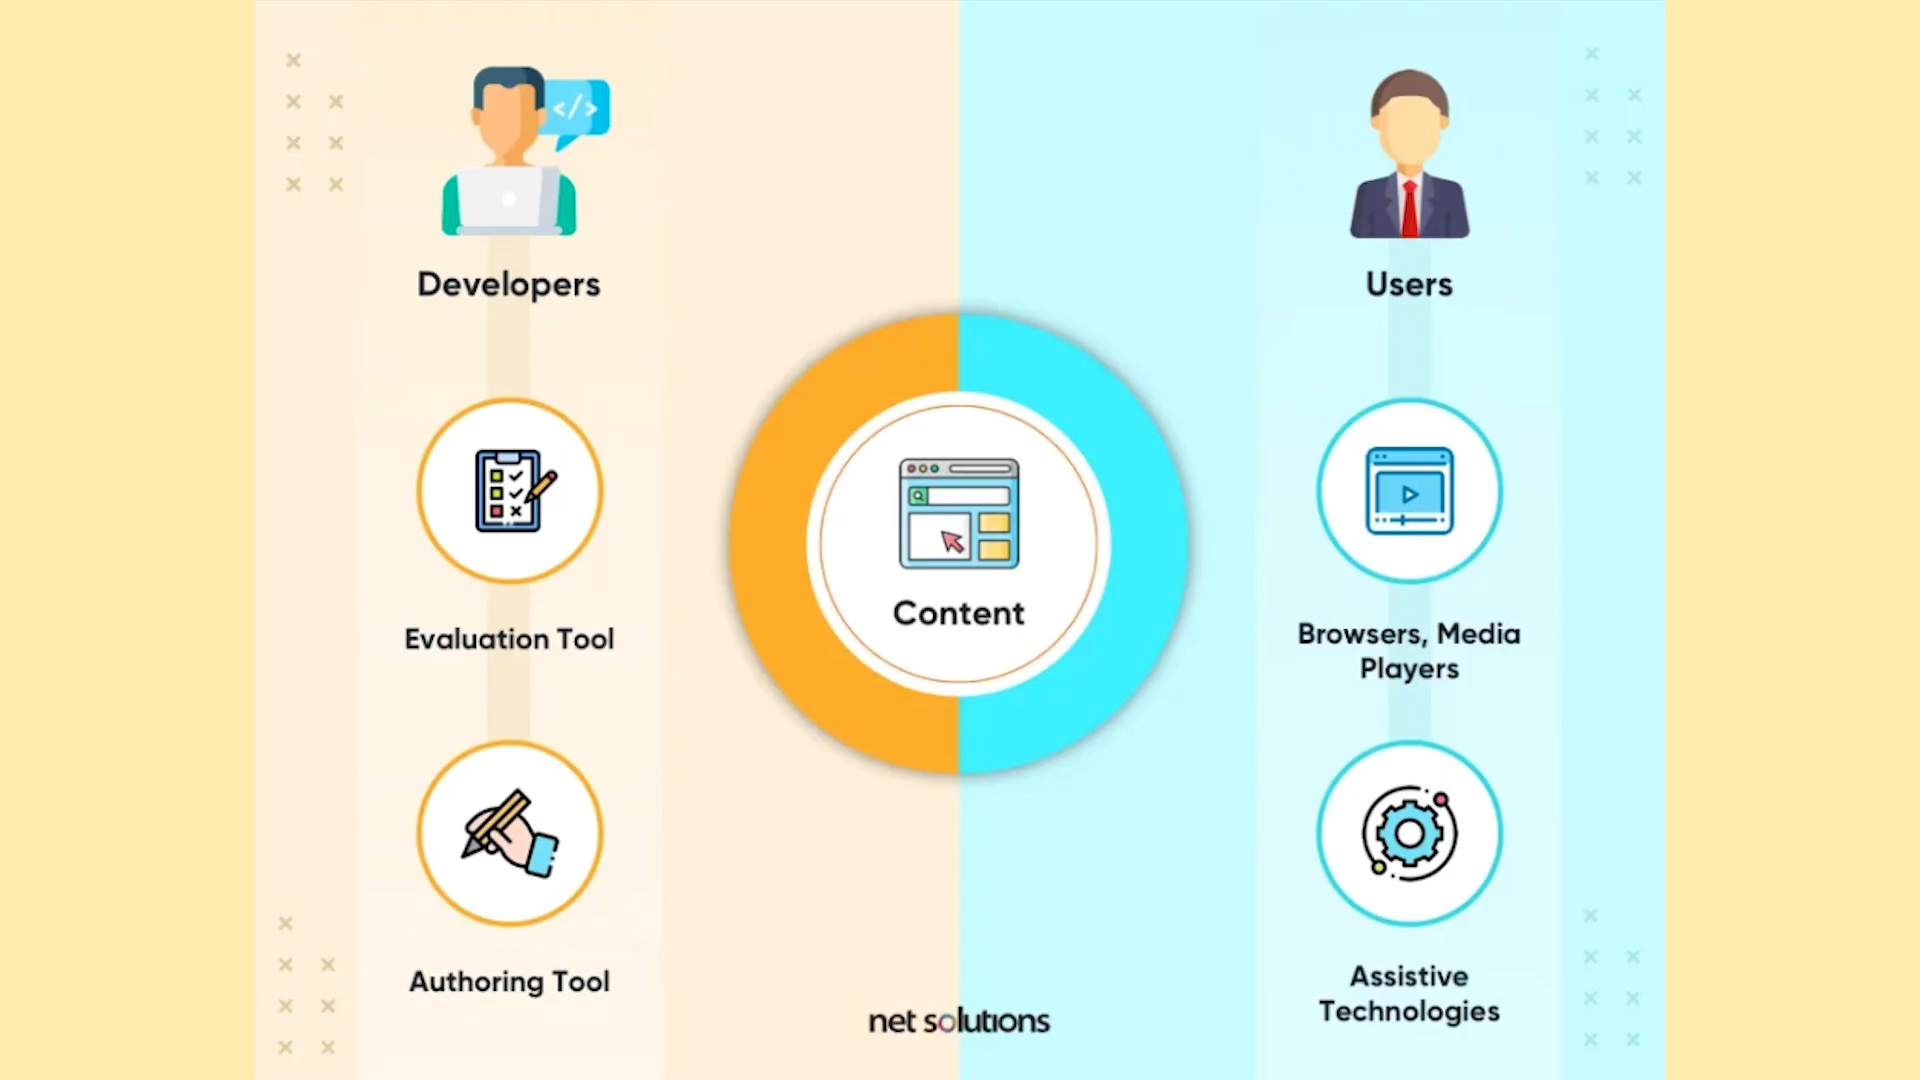 </>
Developers
Users
Evaluation Tool
Content
Browsers, Media
Players
Authoring Tool
Assistive
Technologies
net solutions